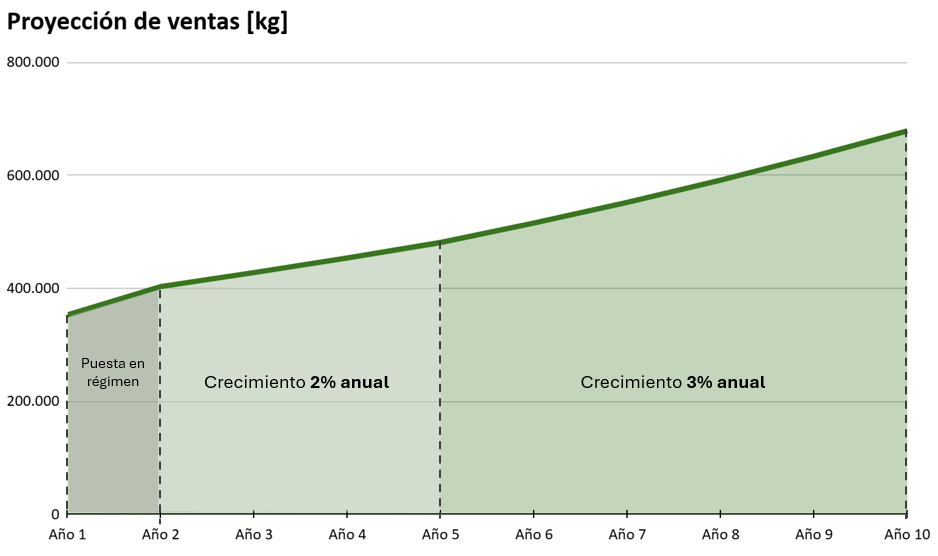 Proyección de ventas [kg]
800.000
600.000
400.000
200.000
0
Puesta en
régimen
Crecimiento 2% anual
Crecimiento 3% anual
Año 1 Año 2 Año 3 Año 4 Año 5 Año 6 Año 7 Año 8 Año 9 Año 10